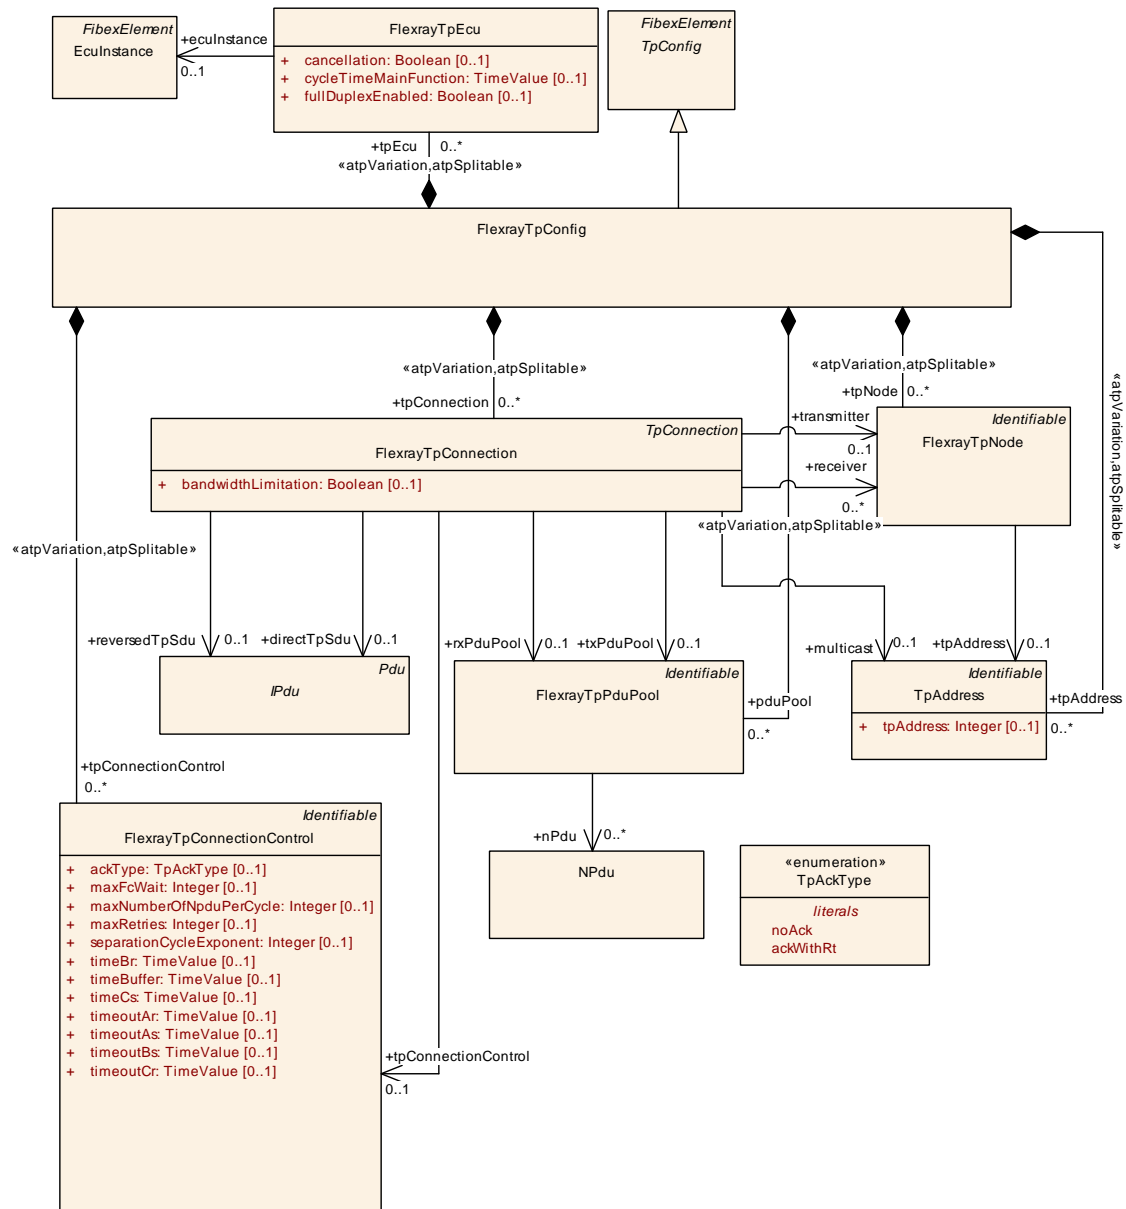 FibexElement
EcuInstance
+ecuInstance
0..1
FlexrayTpEcu
+ cancellation: Boolean [0..1]
+ cycleTimeMainFunction: TimeValue [0..1]
+ fullDuplexEnabled: Boolean [0..1]
FibexElement
TpConfig
+tpEcu 0..*
«atpVariation,atpSplitable»
FlexrayTpConfig
«atpVariation,atpSplitable»
+tpConnection 0..*
«atpVariation,atpSplitable»
+tpNode 0..*
«atpVariation,atpSplitable»
TpConnection
FlexrayTpConnection
+ bandwidthLimitation: Boolean [0..1]
+transmitter
0..1
+receiver
0..*
Identifiable
FlexrayTpNode
«atpVariation,atpSplitable»
«atpVariation,atpSplitable»
+reversedTpSdu 0..1
+directTpSdu 0..1
+rxPduPool 0..1
+txPduPool 0..1
+multicast 0..1
+tpAddress 0..1
Pdu
IPdu
Identifiable
FlexrayTpPduPool
+pduPool
0..*
Identifiable
TpAddress
+ tpAddress: Integer [0..1]
+tpAddress
0..*
+tpConnectionControl
0..*
+nPdu 0..*
NPdu
Identifiable
FlexrayTpConnectionControl
+ ackType: TpAckType [0..1]
+ maxFcWait: Integer [0..1]
+ maxNumberOfNpduPerCycle: Integer [0..1]
+ maxRetries: Integer [0..1]
+ separationCycleExponent: Integer [0..1]
+ timeBr: TimeValue [0..1]
+ timeBuffer: TimeValue [0..1]
+ timeCs: TimeValue [0..1]
+ timeoutAr: TimeValue [0..1]
+ timeoutAs: TimeValue [0..1]
+ timeoutBs: TimeValue [0..1]
+ timeoutCr: TimeValue [0..1]
+tpConnectionControl
0..1
«enumeration»
TpAckType
literals
noAck
ackWithRt